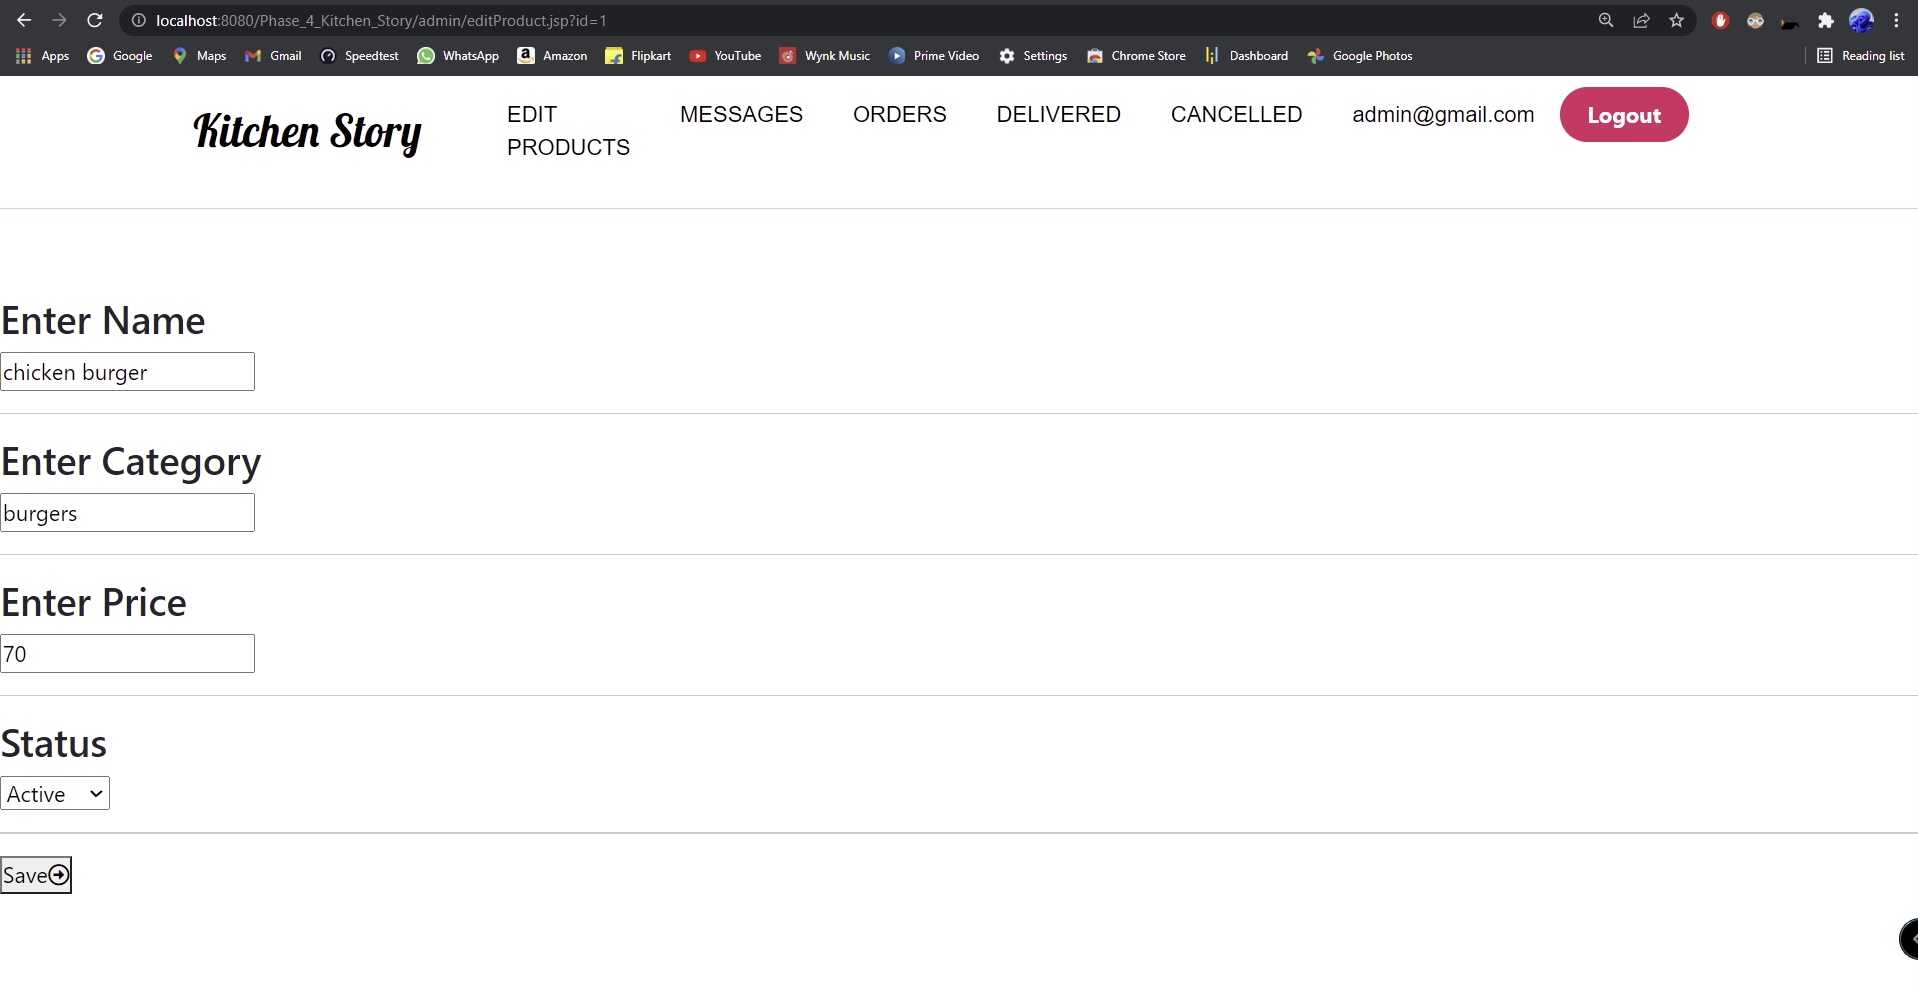 localhost:8080/Phase_4_Kitchen_Story/admin/editProduct.jsp?id=1
Apps Google Maps Gmail Speedtest WhatsApp Amazon Flipkart YouTube Wynk Music Prime Video Settings Chrome Store Dashboard Google Photos Reading list
Kitchen Story
EDIT PRODUCTS
MESSAGES
ORDERS
DELIVERED
CANCELLED
admin@gmail.com
Logout
Enter Name
chicken burger
Enter Category
burgers
Enter Price
70
Status
Active
Save